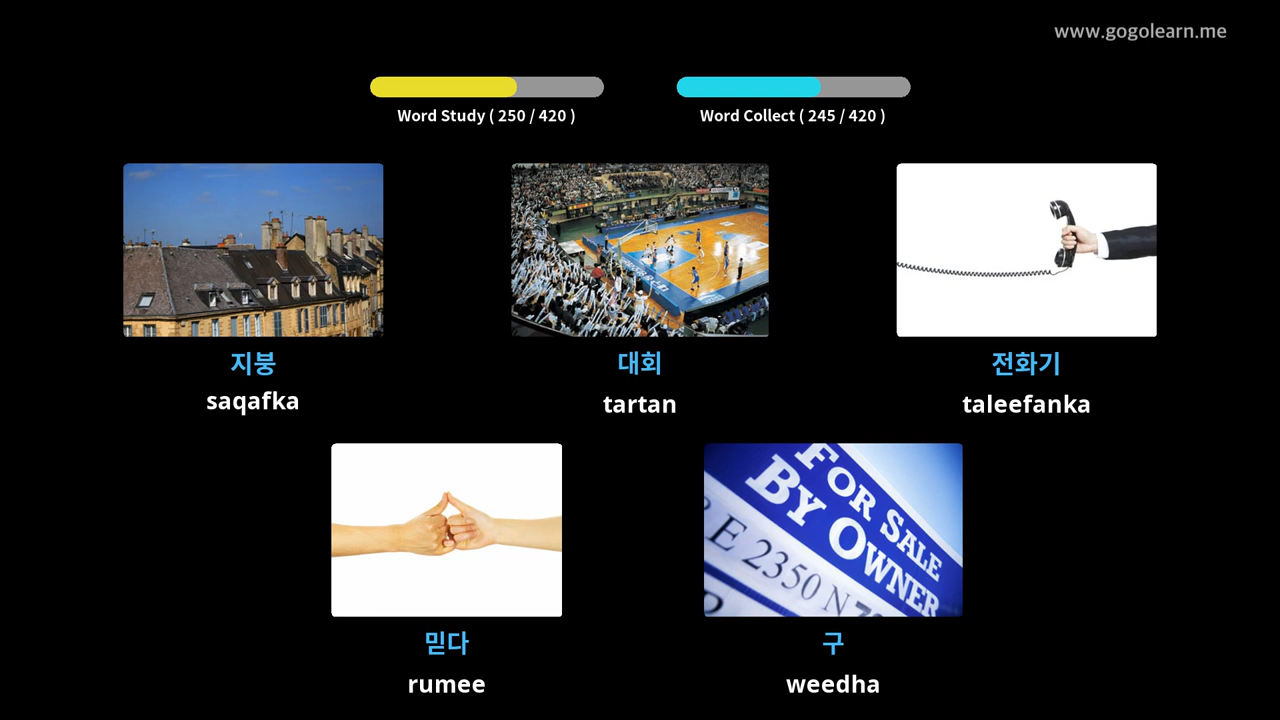 www.gogolearn.me
Word Study ( 250 / 420 )
Word Collect ( 245 / 420 )
지붕
saqafka
대회
tartan
전화기
taleefanka
FOR SALE
BY OWNER
E 2350 N
믿다
rumee
구
weedha